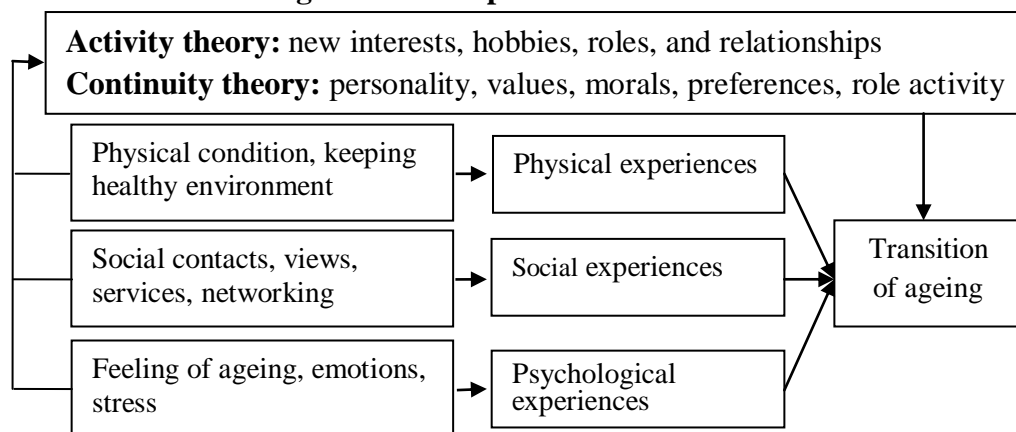 Activity theory: new interests, hobbies, roles, and relationships
Continuity theory: personality, values, morals, preferences, role activity
Physical condition, keeping
healthy environment
Physical experiences
Social contacts, views,
services, networking
Social experiences
Transition
of ageing
Feeling of ageing, emotions,
stress
Psychological
experiences